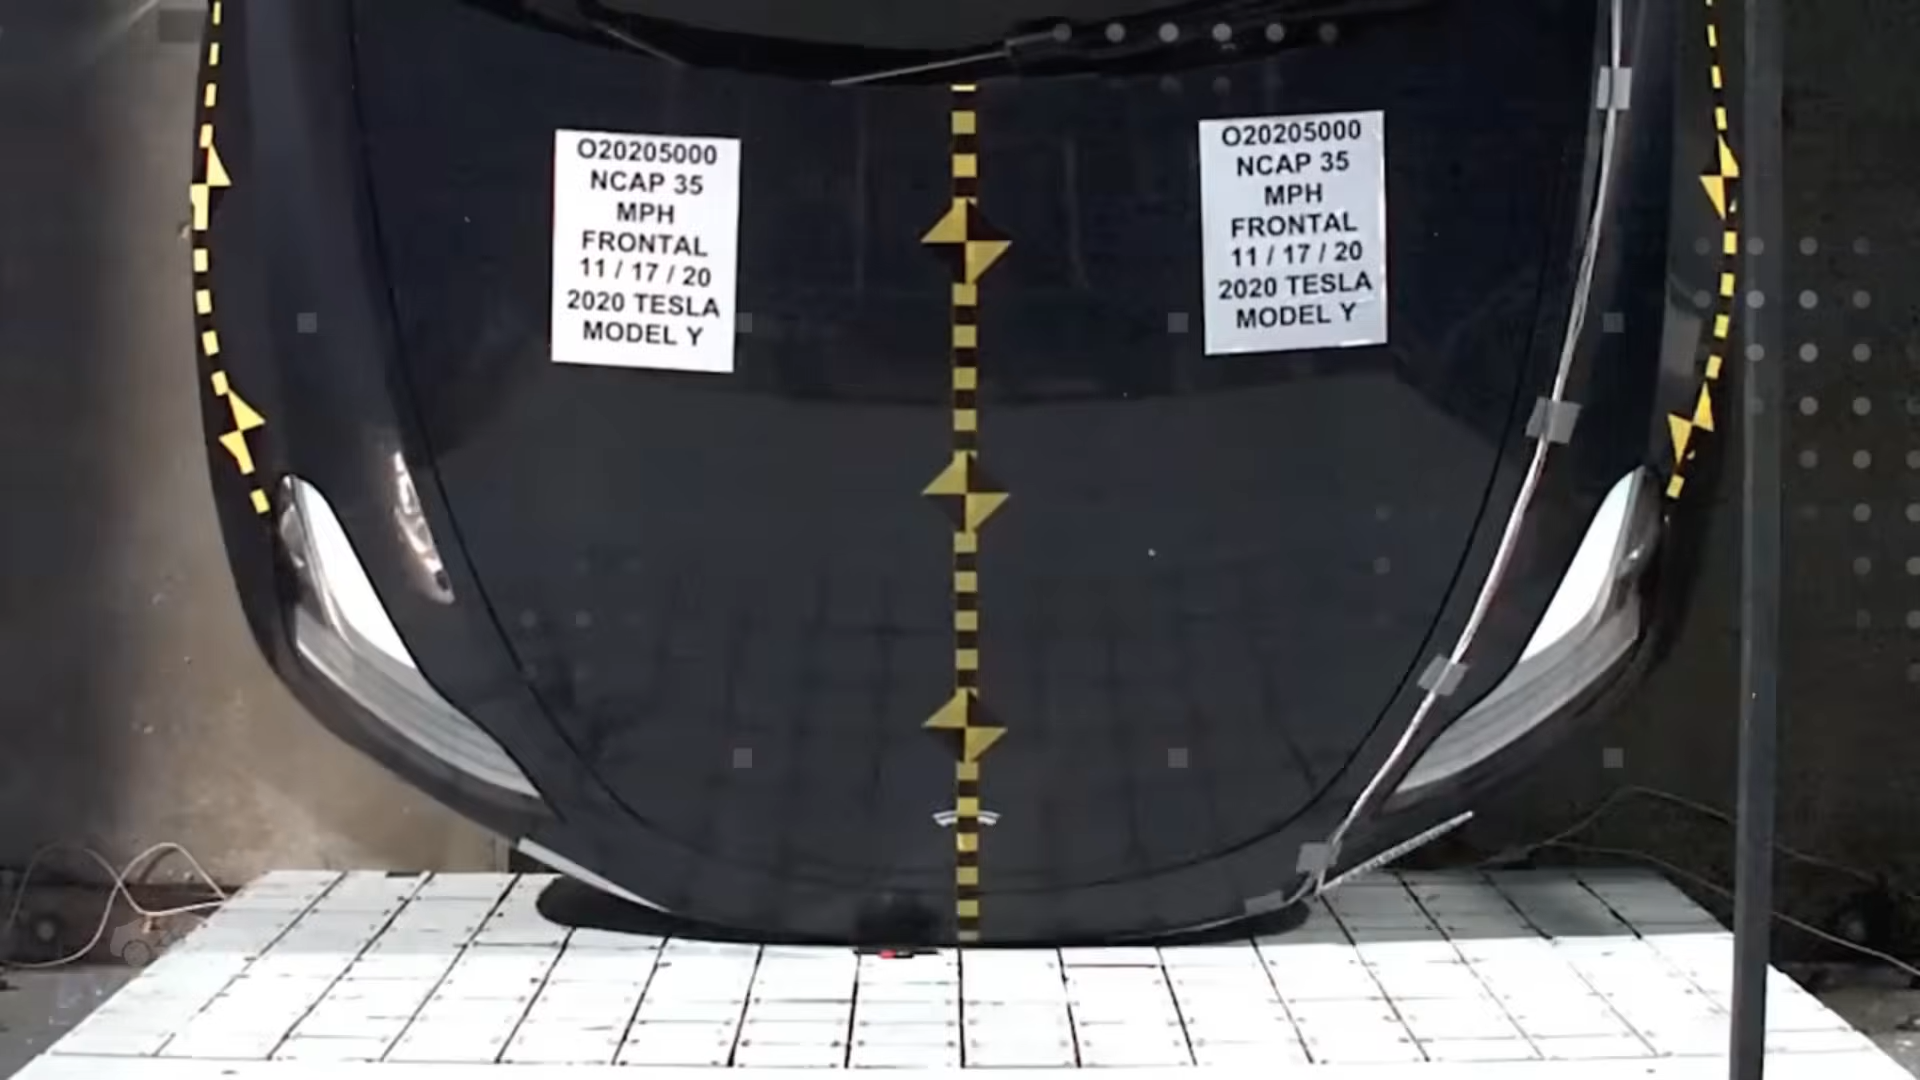 O20205000
NCAP 35
MPH
FRONTAL
11 / 17 / 20
2020 TESLA
MODEL Y
O20205000
NCAP 35
MPH
FRONTAL
11 / 17 / 20
2020 TESLA
MODEL Y